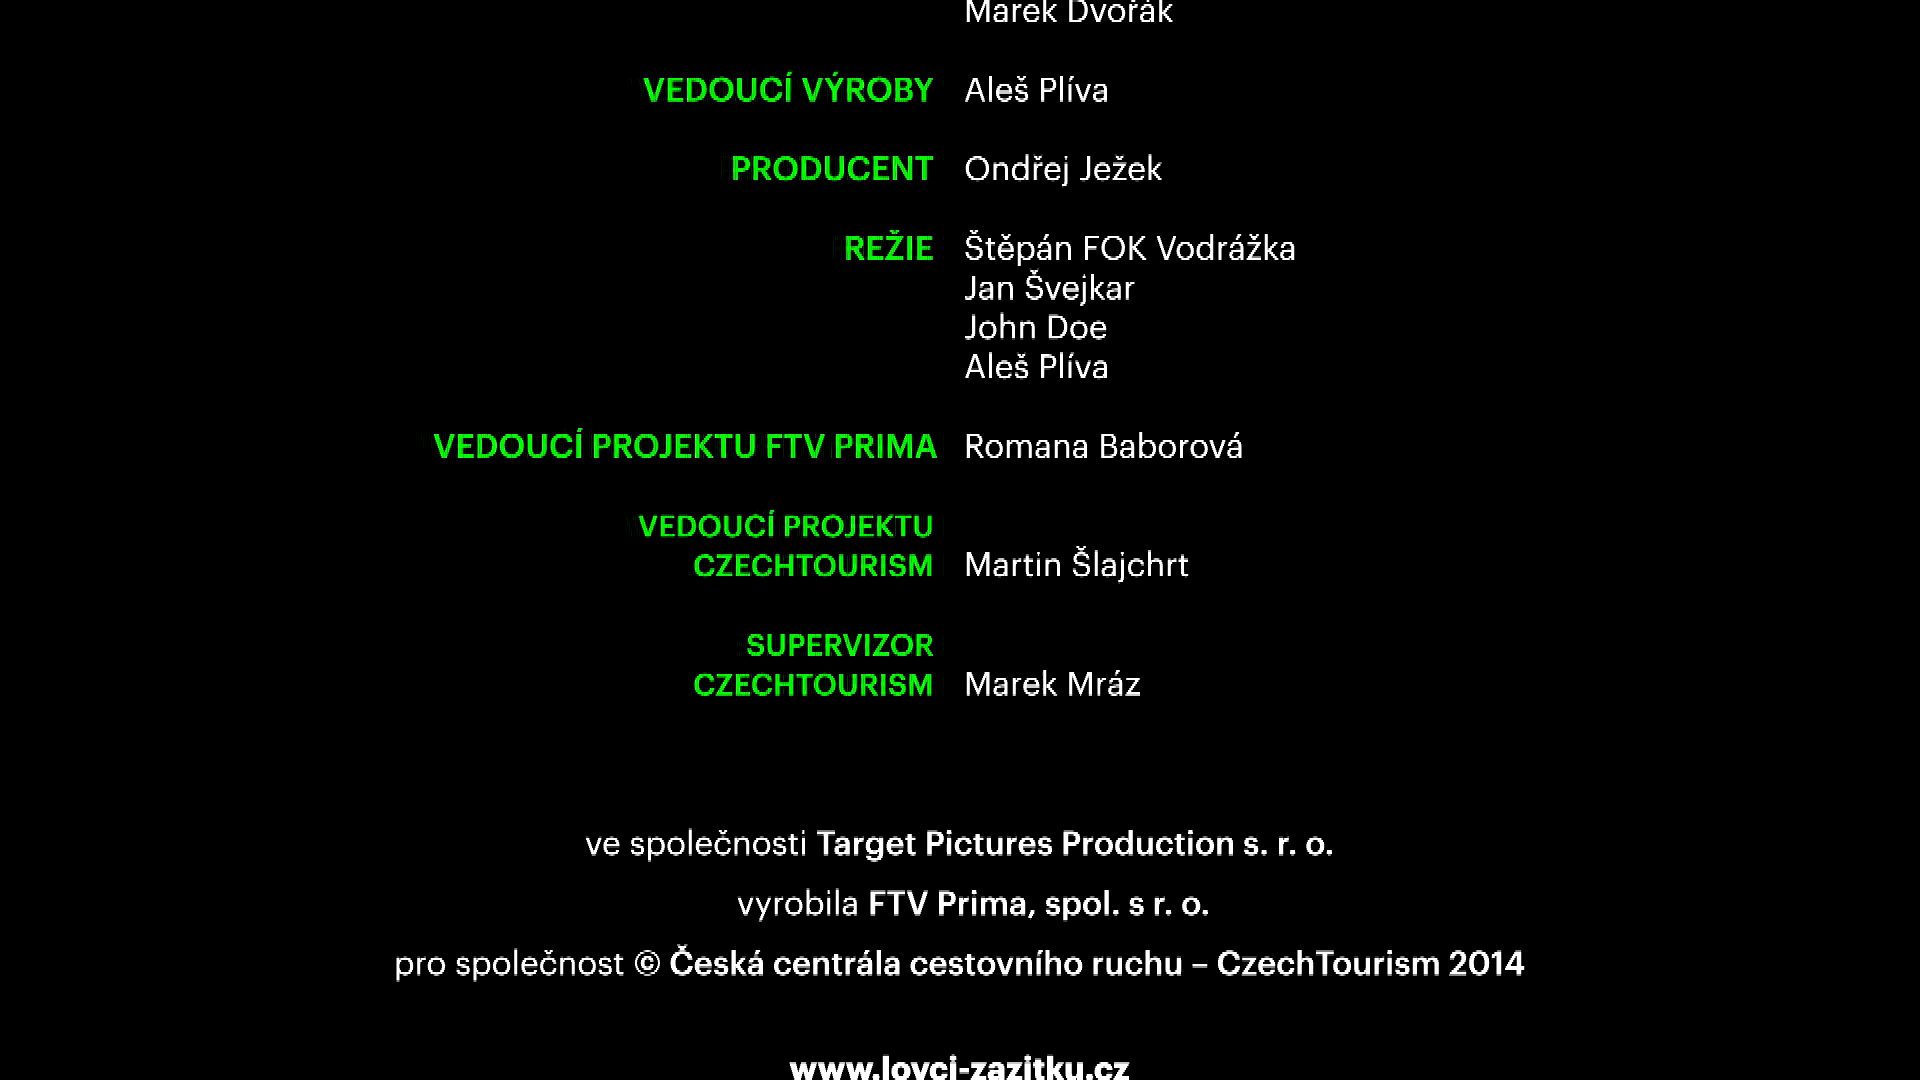 Marek Dvořák
VEDOUCÍ VÝROBY Aleš Plíva
PRODUCENT Ondřej Ježek
REŽIE Štěpán FOK Vodrážka
Jan Švejkar
John Doe
Aleš Plíva
VEDOUCÍ PROJEKTU FTV PRIMA Romana Baborová
VEDOUCÍ PROJEKTU
CZECHTOURISM Martin Šlajchrt
SUPERVIZOR
CZECHTOURISM Marek Mráz
ve společnosti Target Pictures Production s. r. o.
vyrobila FTV Prima, spol. s r. o.
pro společnost © Česká centrála cestovního ruchu – CzechTourism 2014
www.lovci-zazitku.cz